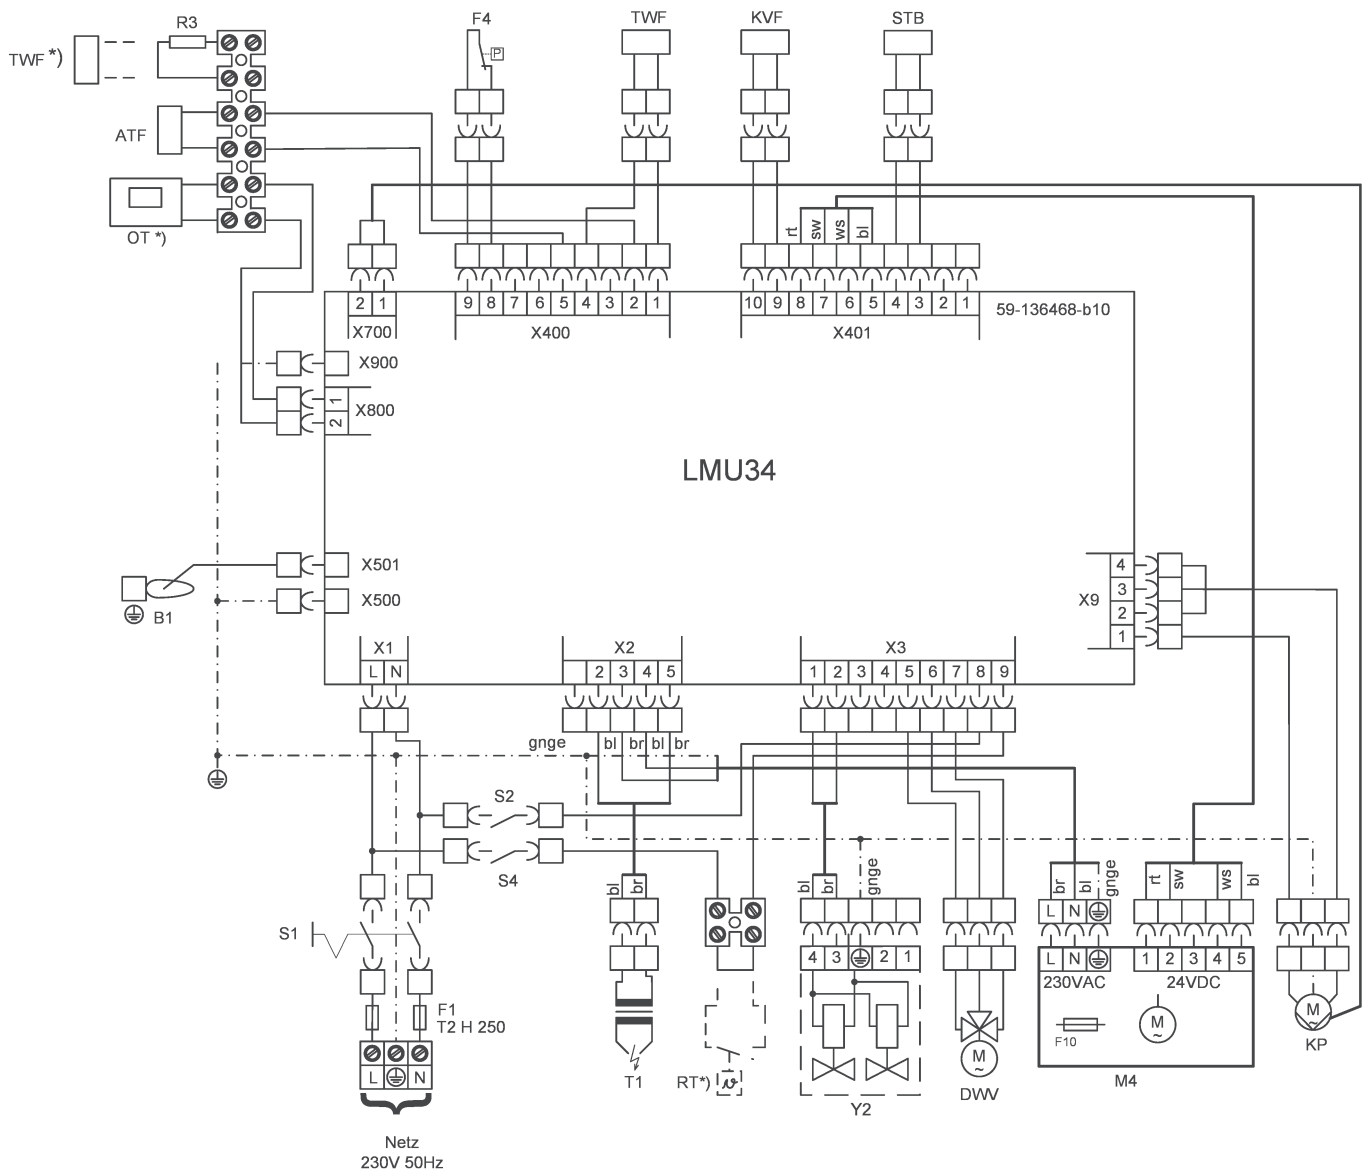 R3
F4
TWF
KVF
STB
TWF *)
P
ATF
OT *)
rt
sw
ws
bl
2 1
9 8 7 6 5 4 3 2 1
10 9 8 7 6 5 4 3 2 1
59-136468-b10
X700
X400
X401
X900
1
X800
2
LMU34
X501
4
3
X9
X500
2
B1
1
X1
X2
X3
L N
2 3 4 5
1 2 3 4 5 6 7 8 9
gnge
bl br bl br
S2
S4
bl
br
bl
br
gnge
br
bl
gnge
rt
sw
ws
bl
L N
S1
4 3 2 1
L N
1 2 3 4 5
230VAC
24VDC
F1
T2 H 250
M
~
F10
M
~
KP
L N
T1
RT*)
ϑ
M
~
DWV
M4
Y2
Netz
230V 50Hz